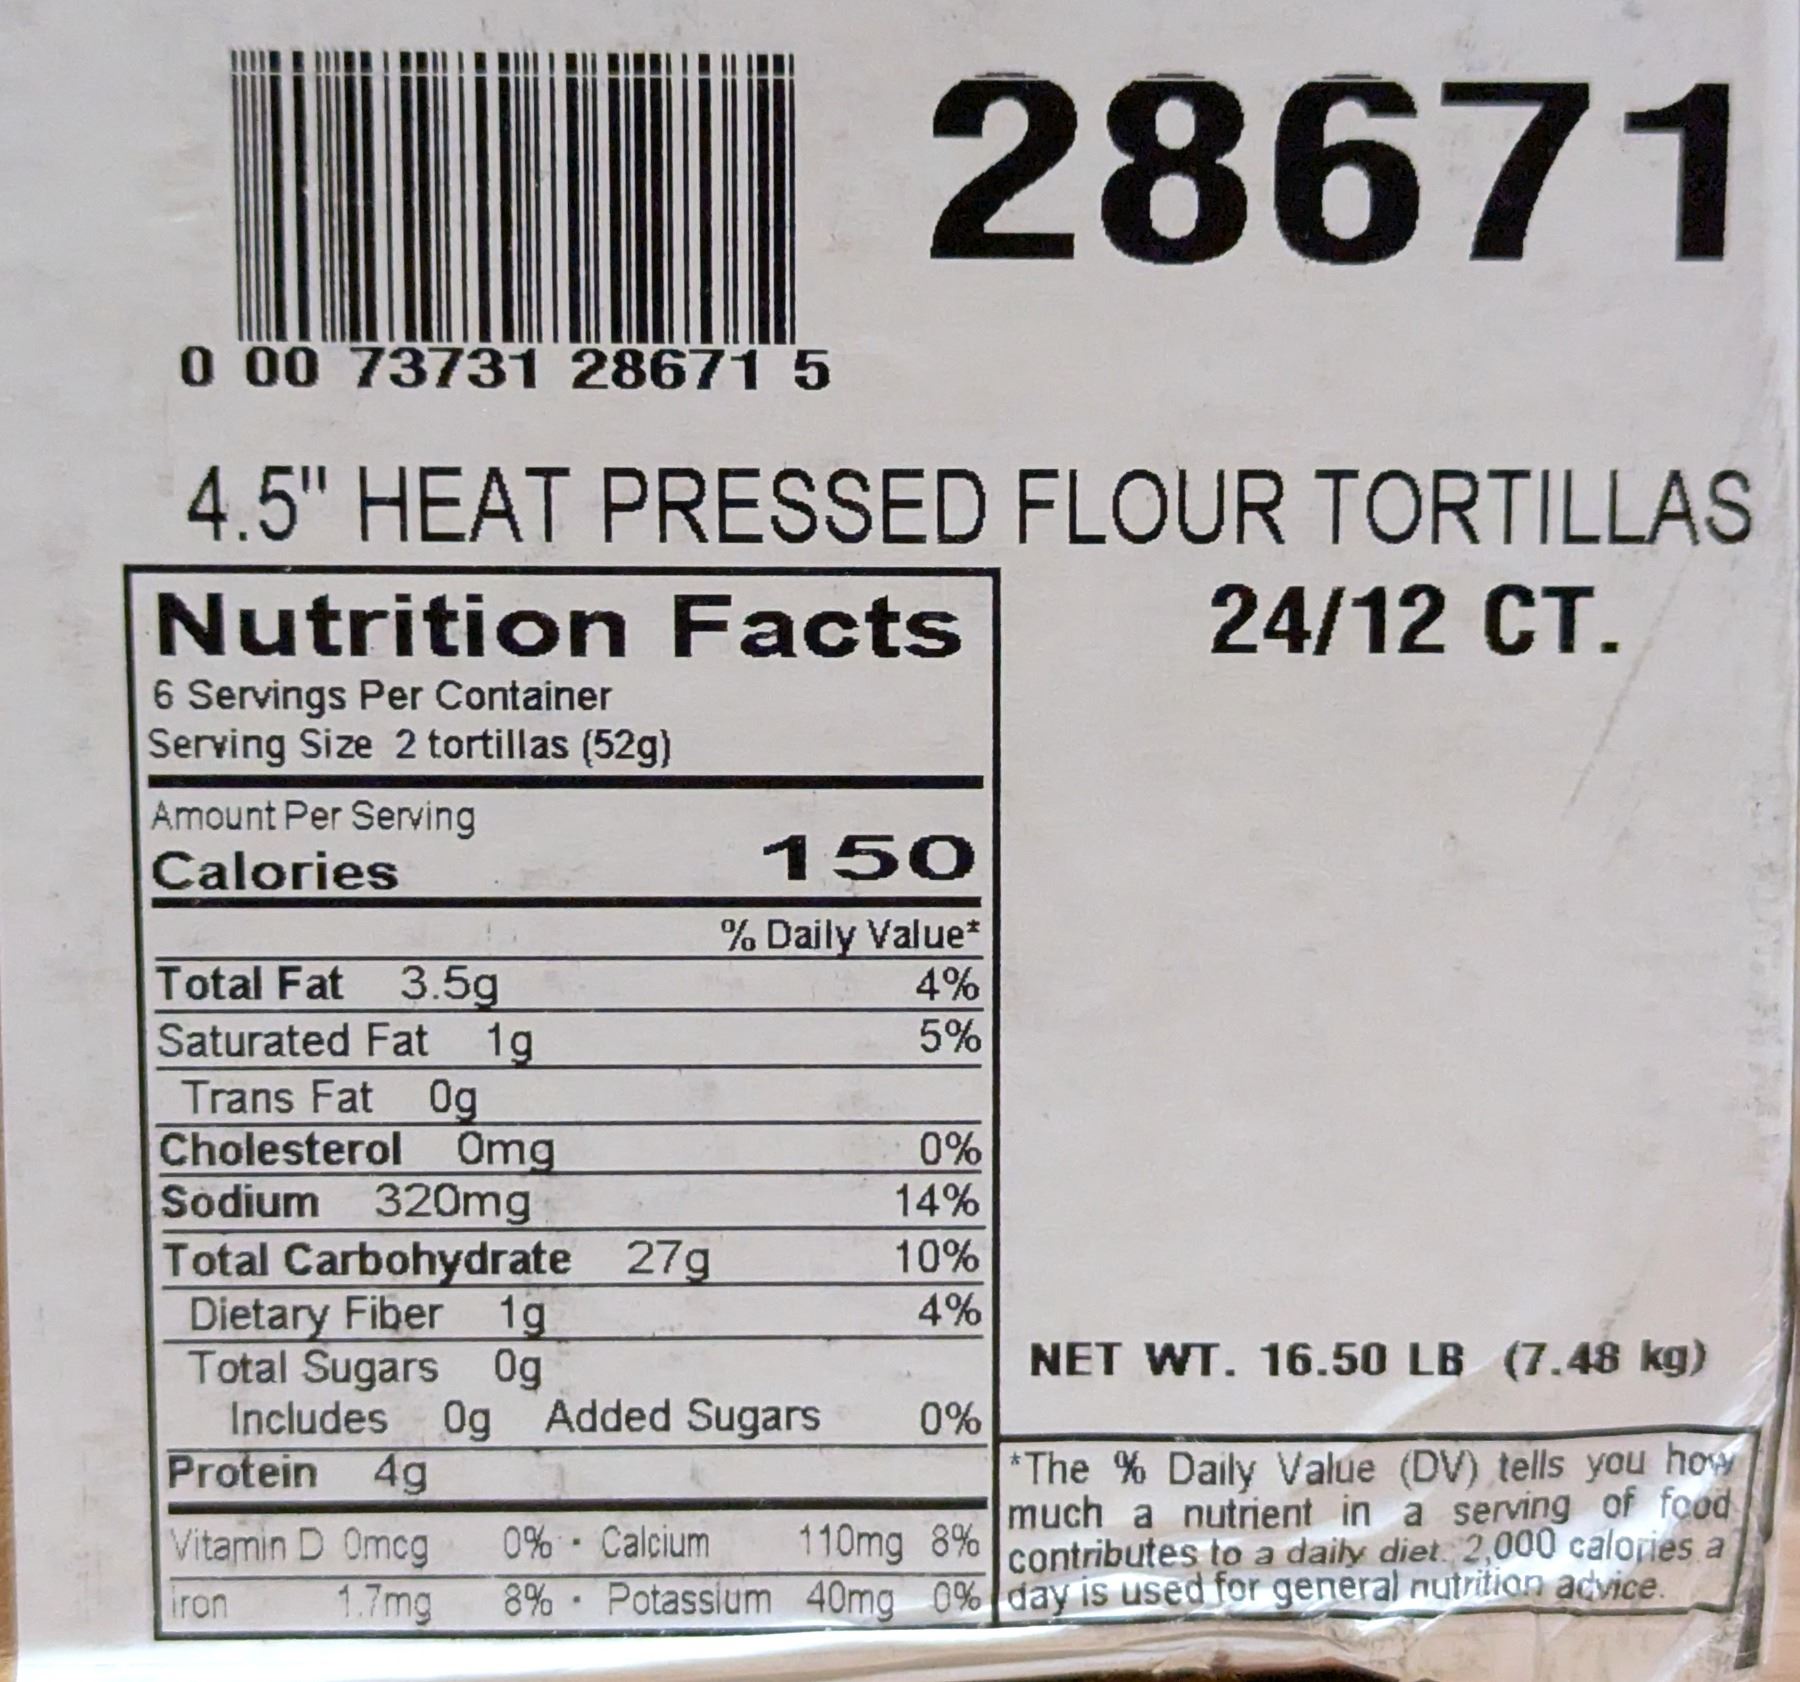 28671
0 00 73731 28671 5
4.5" HEAT PRESSED FLOUR TORTILLAS
24/12 CT.
Nutrition Facts
6 Servings Per Container
Serving Size 2 tortillas (52g)
Amount Per Serving
Calories 150
% Daily Value*
Total Fat 3.5g 4%
Saturated Fat 1g 5%
Trans Fat 0g
Cholesterol 0mg 0%
Sodium 320mg 14%
Total Carbohydrate 27g 10%
Dietary Fiber 1g 4%
Total Sugars 0g
Includes 0g Added Sugars 0%
Protein 4g
Vitamin D 0mcg 0% · Calcium 110mg 8%
Iron 1.7mg 8% · Potassium 40mg 0%
NET WT. 16.50 LB (7.48 kg)
*The % Daily Value (DV) tells you how
much a nutrient in a serving of food
contributes to a daily diet. 2,000 calories a
day is used for general nutrition advice.